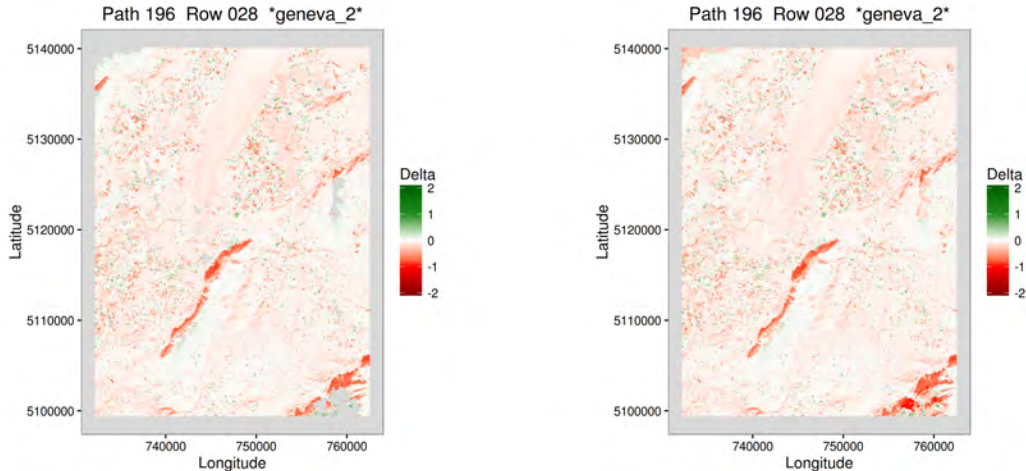 Path 196 Row 028 *geneva_2*
5140000
5130000
5120000
5110000
5100000
Latitude
740000 750000 760000
Longitude
Delta
2
1
0
-1
-2
Path 196 Row 028 *geneva_2*
5140000
5130000
5120000
5110000
5100000
Latitude
740000 750000 760000
Longitude
Delta
2
1
0
-1
-2